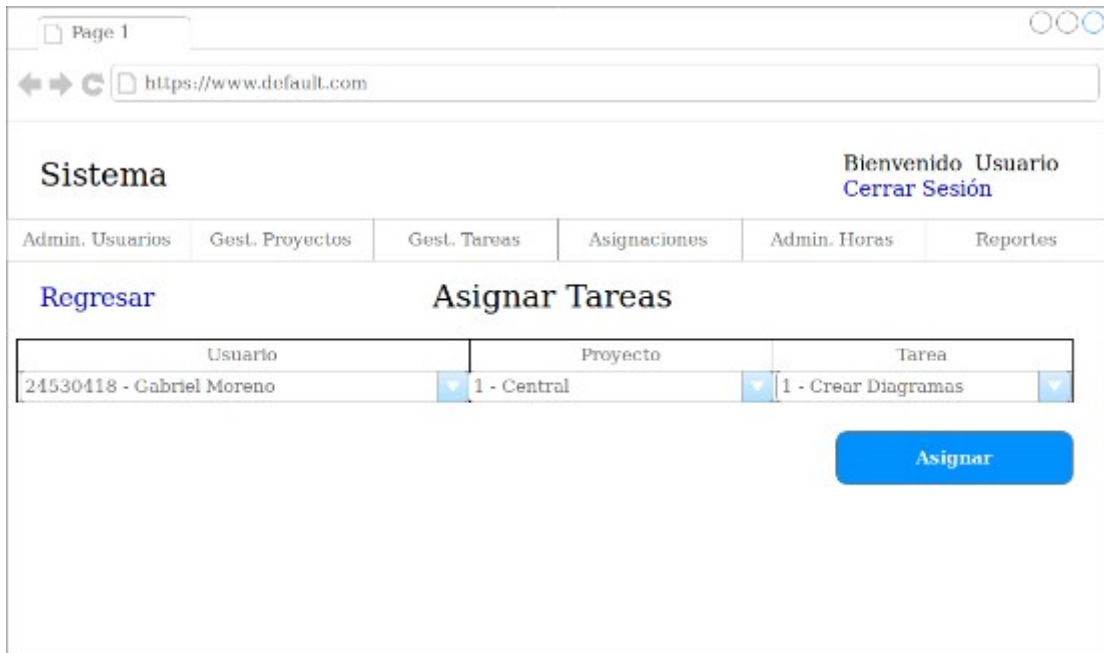 Page 1
https://www.default.com
Sistema
Bienvenido Usuario
Cerrar Sesión
Admin. Usuarios Gest. Proyectos Gest. Tareas Asignaciones Admin. Horas Reportes
Regresar Asignar Tareas
Usuario Proyecto Tarea
24530418 - Gabriel Moreno 1 - Central 1 - Crear Diagramas
Asignar